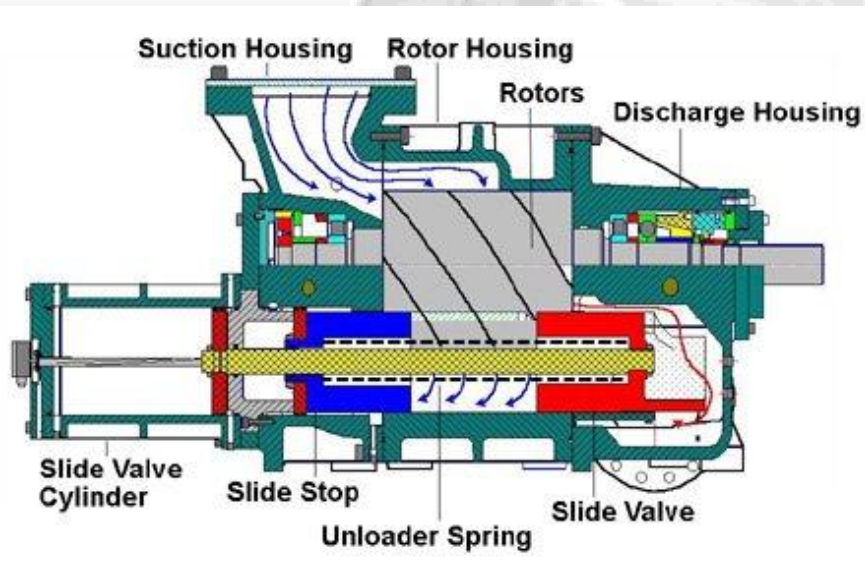 Suction Housing
Rotor Housing
Rotors
Discharge Housing
Slide Valve
Cylinder
Slide Stop
Unloader Spring
Slide Valve